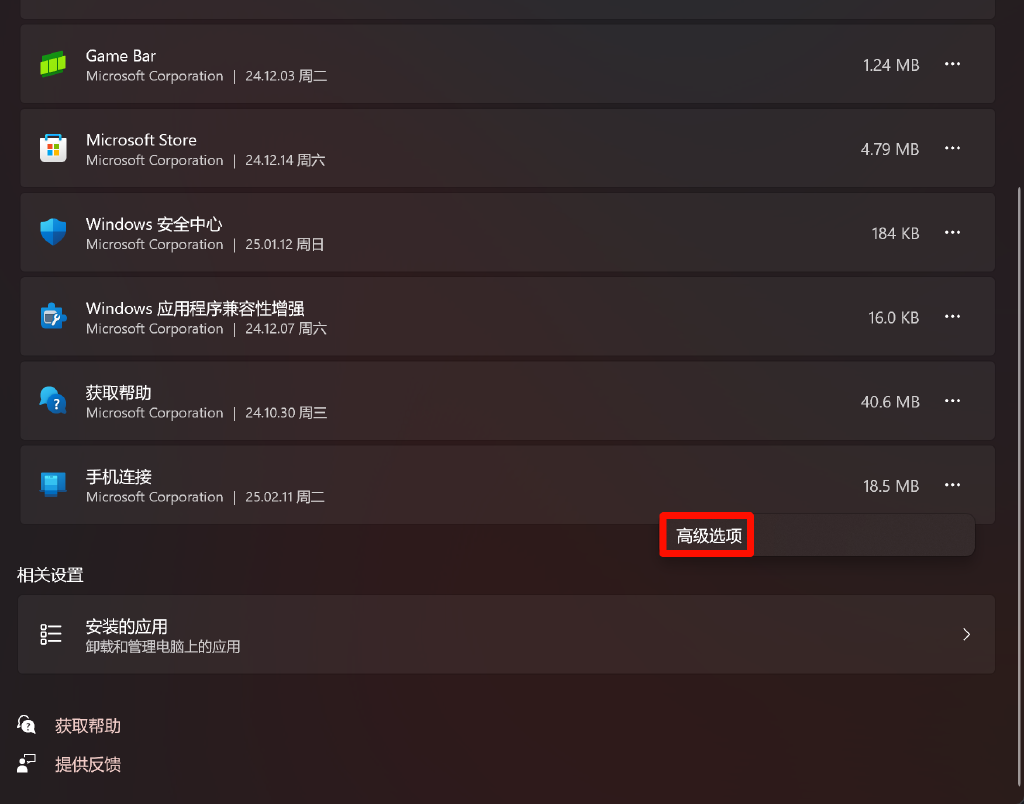 Game Bar
Microsoft Corporation | 24.12.03 周二
1.24 MB
Microsoft Store
Microsoft Corporation | 24.12.14 周六
4.79 MB
Windows 安全中心
Microsoft Corporation | 25.01.12 周日
184 KB
Windows 应用程序兼容性增强
Microsoft Corporation | 24.12.07 周六
16.0 KB
获取帮助
Microsoft Corporation | 24.10.30 周三
40.6 MB
手机连接
Microsoft Corporation | 25.02.11 周二
18.5 MB
高级选项
相关设置
安装的应用
卸载和管理电脑上的应用
获取帮助
提供反馈